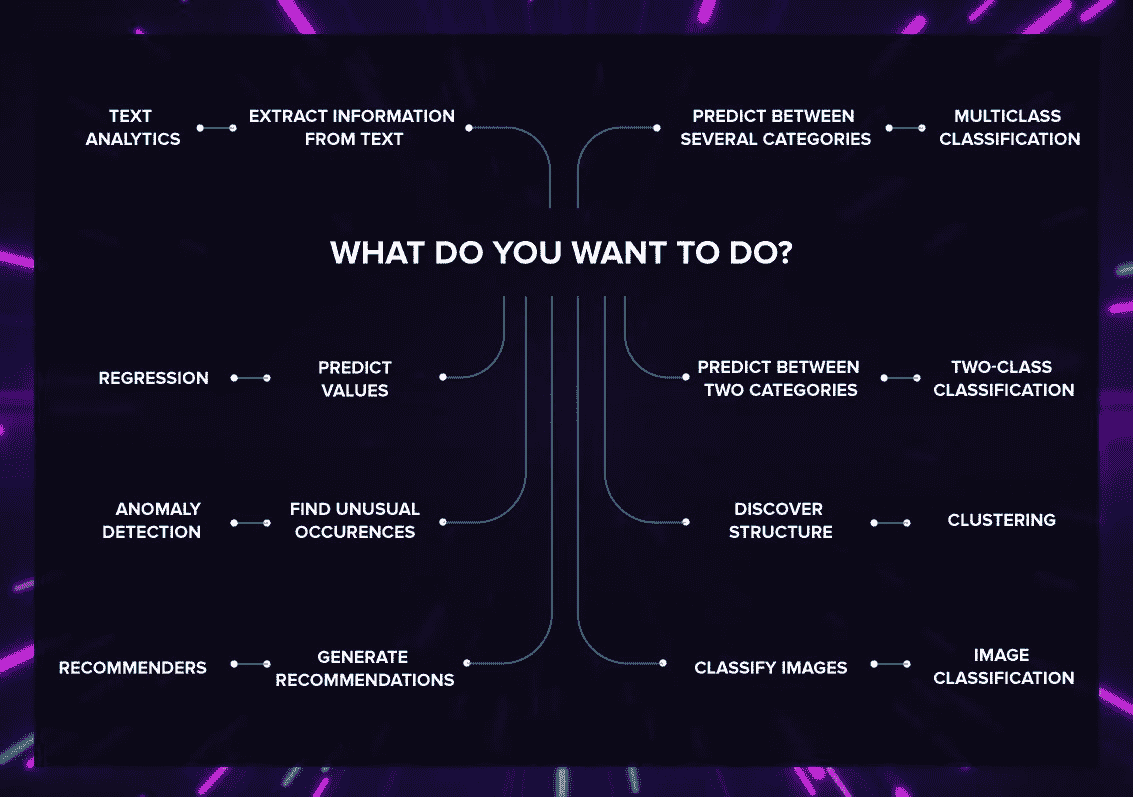 TEXT
ANALYTICS
EXTRACT INFORMATION
FROM TEXT
PREDICT BETWEEN
SEVERAL CATEGORIES
MULTICLASS
CLASSIFICATION
WHAT DO YOU WANT TO DO?
REGRESSION
PREDICT
VALUES
PREDICT BETWEEN
TWO CATEGORIES
TWO-CLASS
CLASSIFICATION
ANOMALY
DETECTION
FIND UNUSUAL
OCCURENCES
DISCOVER
STRUCTURE
CLUSTERING
RECOMMENDERS
GENERATE
RECOMMENDATIONS
CLASSIFY IMAGES
IMAGE
CLASSIFICATION